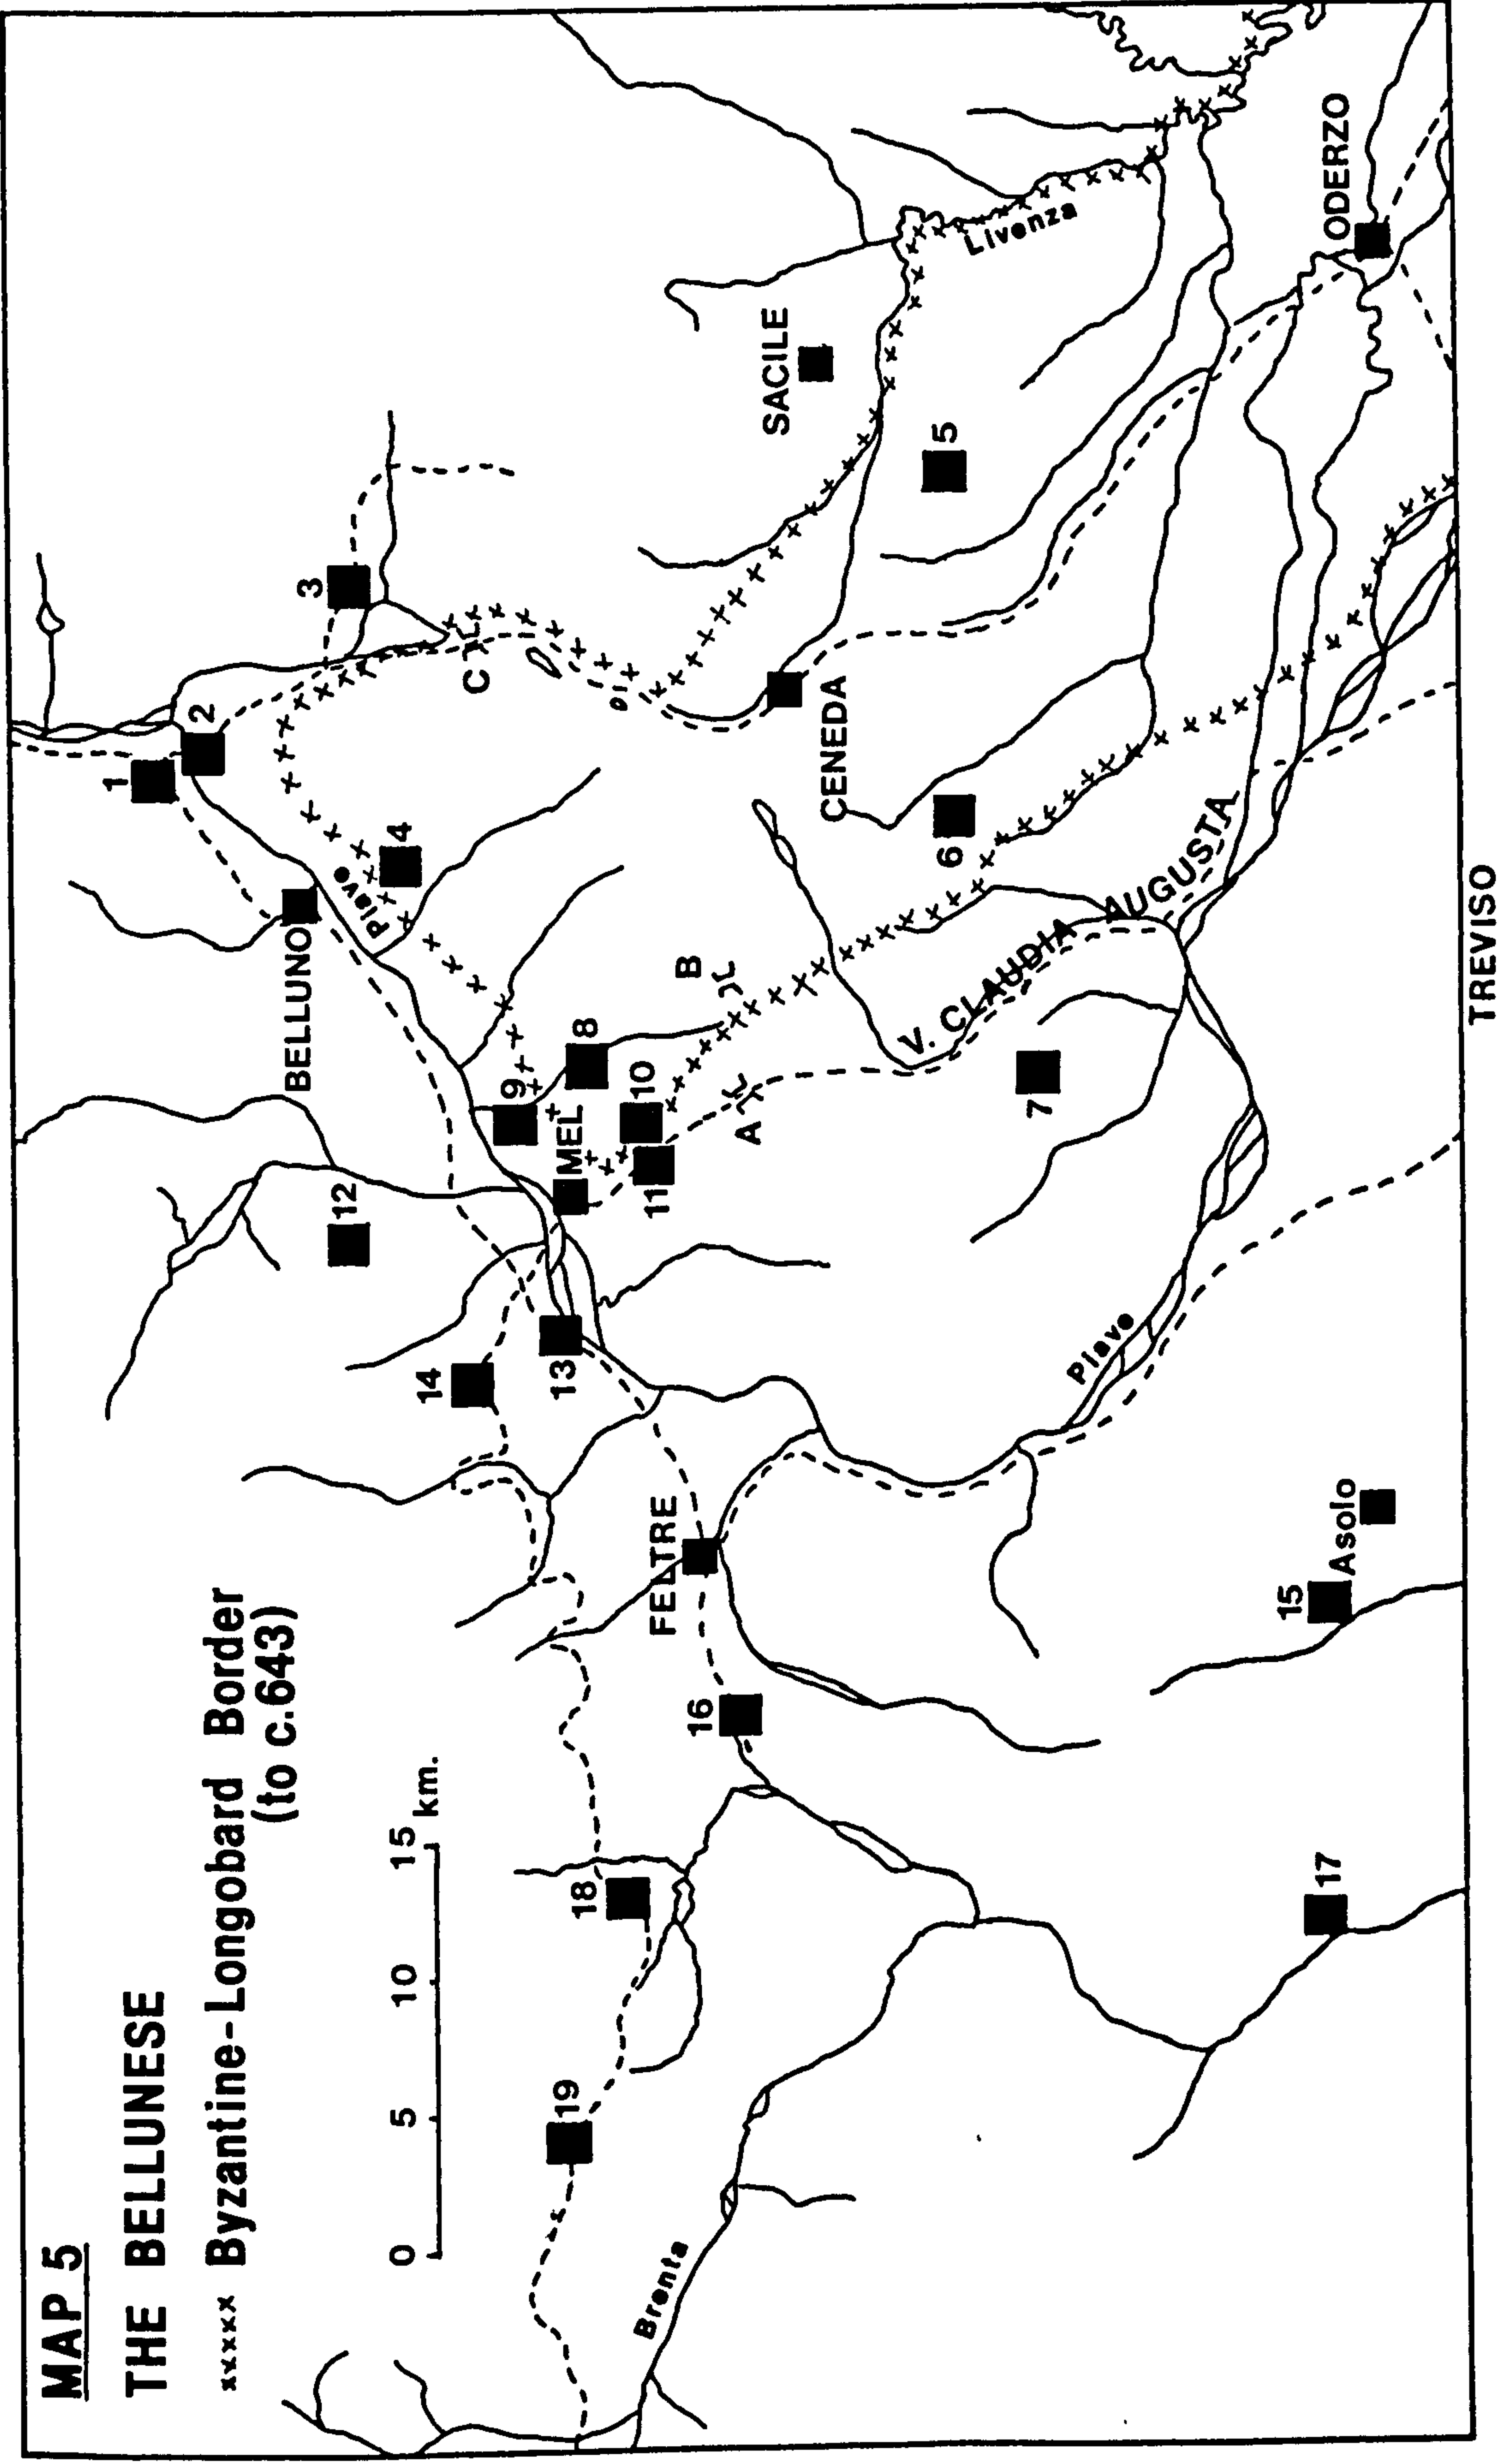 MAP 5
THE BELLUNESE
xxxxx Byzantine-Longobard Border
(to c.643)
0 5 10 15
km.
1
2
3
4
BELLUNO
Piave
C
SACILE
5
Livenza
ODERZO
CENEDA
6
B
8
9
MEL
10
11
A
V. CLAUDIA AUGUSTA
7
12
13
14
FELTRE
Piave
15
Asolo
16
17
18
19
Brenta
TREVISO